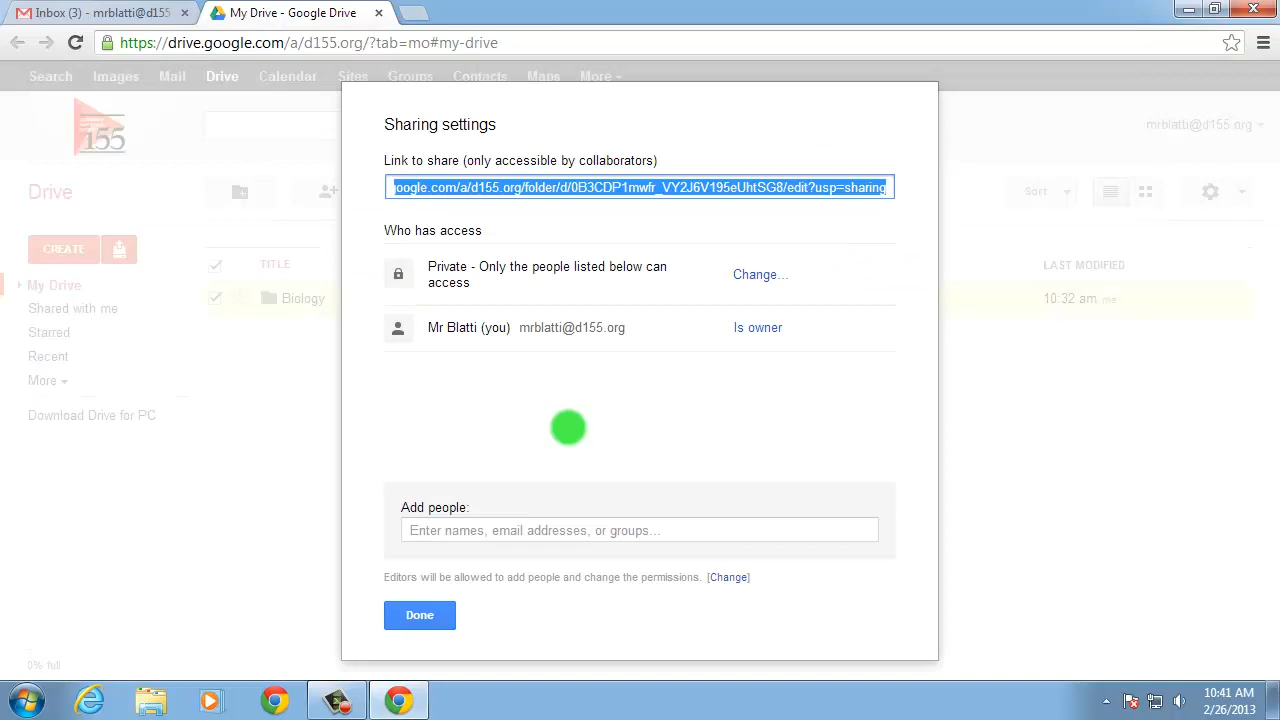 Inbox (3) - mrblatti@d155
My Drive - Google Drive
https://drive.google.com/a/d155.org/?tab=mo#my-drive
Search Images Mail Drive Calendar Sites Groups Contacts Maps More
155
mrblatti@d155.org
Drive
Sort
CREATE
TITLE
LAST MODIFIED
My Drive
Biology
10:32 am me
Shared with me
Starred
Recent
More
Download Drive for PC
0% full
Sharing settings
Link to share (only accessible by collaborators)
oogle.com/a/d155.org/folder/d/0B3CDP1mwfr_VY2J6V195eUhtSG8/edit?usp=sharing
Who has access
Private - Only the people listed below can
access
Change...
Mr Blatti (you) mrblatti@d155.org
Is owner
Add people:
Enter names, email addresses, or groups...
Editors will be allowed to add people and change the permissions. [Change]
Done
10:41 AM
2/26/2013